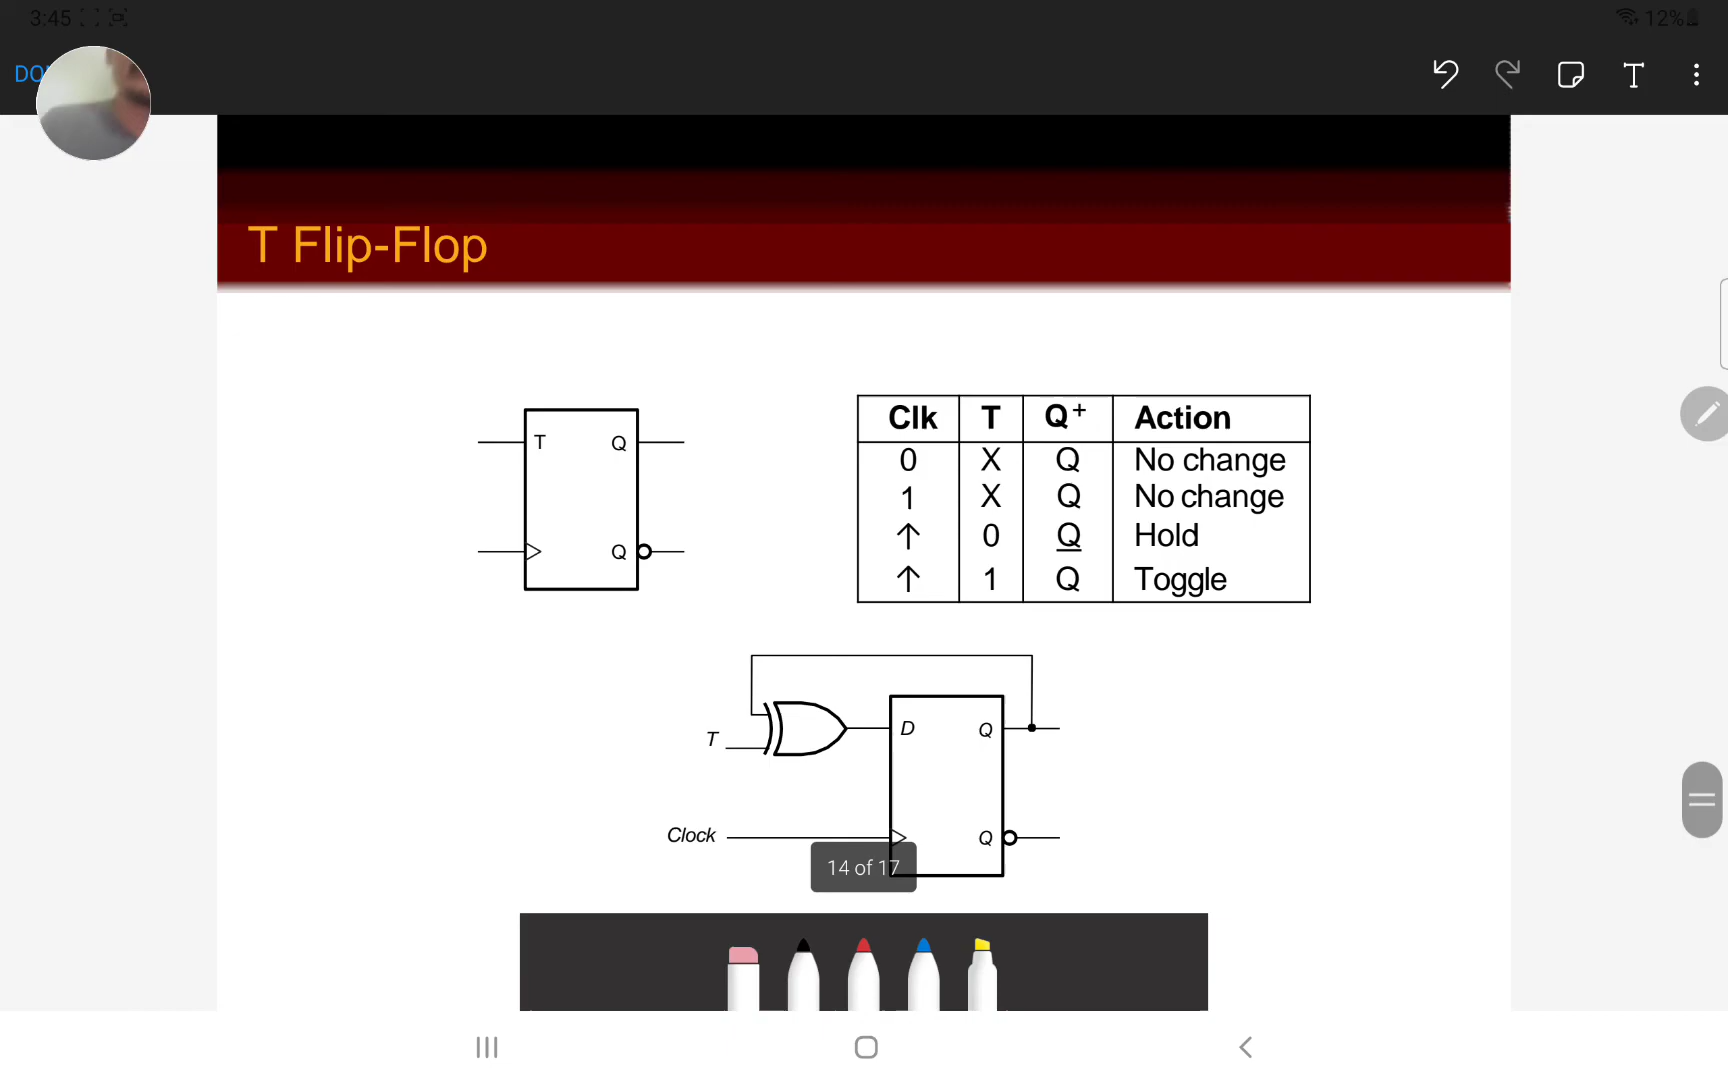 3:45
12%
DO
T Flip-Flop
T Q
Q
Clk T Q+ Action
0 X Q No change
1 X Q No change
↑ 0 Q Hold
↑ 1 Q Toggle
T D Q
Clock Q
14 of 17